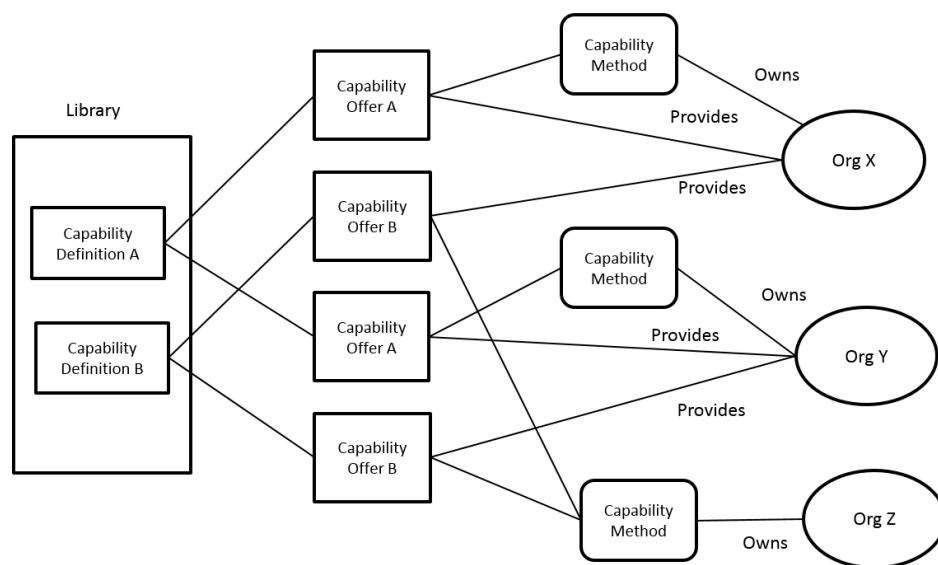 Library
Capability
Definition A
Capability
Definition B
Capability
Offer A
Capability
Offer B
Capability
Offer A
Capability
Offer B
Capability
Method
Capability
Method
Capability
Method
Owns
Provides
Provides
Owns
Provides
Provides
Owns
Org X
Org Y
Org Z